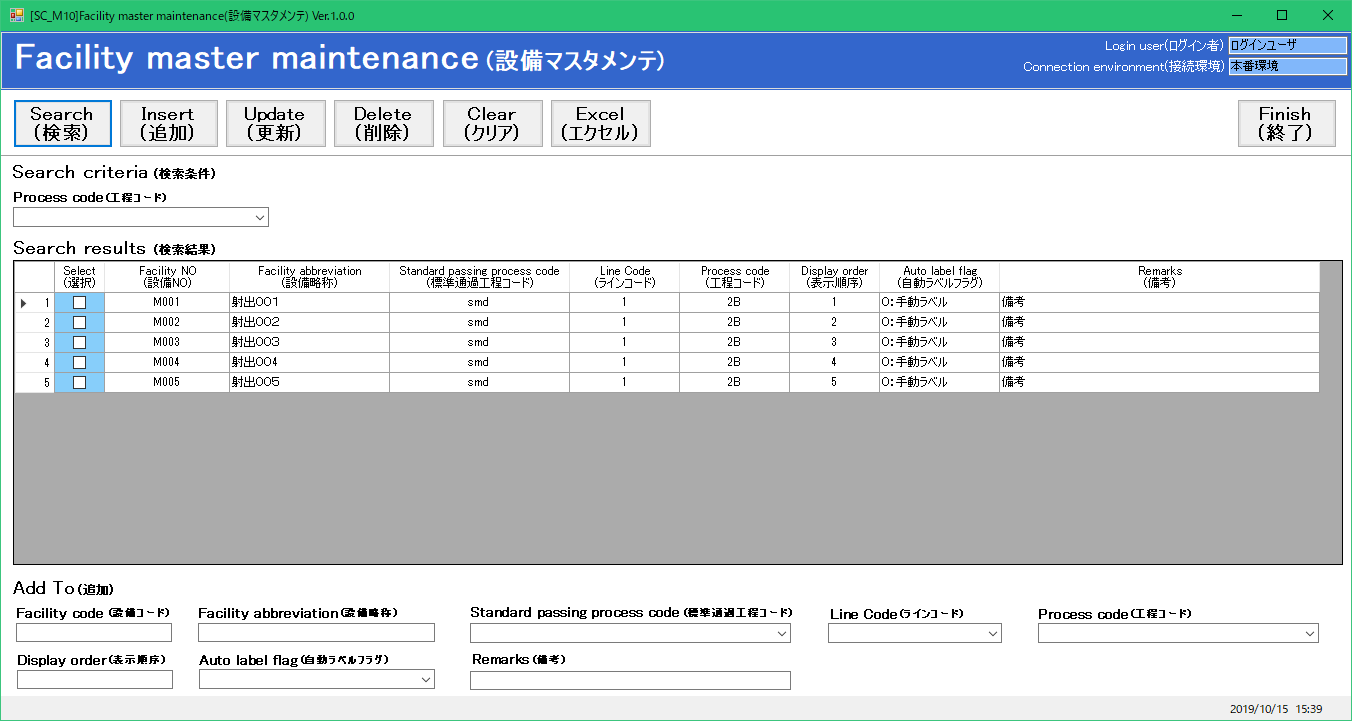 [SC_M10]Facility master maintenance(設備マスタメンテ) Ver.1.0.0
Facility master maintenance (設備マスタメンテ)
Login user(ログイン者) ログインユーザ
Connection environment(接続環境) 本番環境
Search Insert Update Delete Clear Excel Finish
(検索) (追加) (更新) (削除) (クリア) (エクセル) (終了)
Search criteria (検索条件)
Process code(工程コード)
Search results (検索結果)
Select Facility NO Facility abbreviation Standard passing process code Line Code Process code Display order Auto label flag Remarks
(選択) (設備NO) (設備略称) (標準通過工程コード) (ラインコード) (工程コード) (表示順序) (自動ラベルフラグ) (備考)
1 M001 射出001 smd 1 2B 1 0:手動ラベル 備考
2 M002 射出002 smd 1 2B 2 0:手動ラベル 備考
3 M003 射出003 smd 1 2B 3 0:手動ラベル 備考
4 M004 射出004 smd 1 2B 4 0:手動ラベル 備考
5 M005 射出005 smd 1 2B 5 0:手動ラベル 備考
Add To(追加)
Facility code (設備コード) Facility abbreviation(設備略称) Standard passing process code (標準通過工程コード) Line Code(ラインコード) Process code(工程コード)
Display order(表示順序) Auto label flag(自動ラベルフラグ) Remarks (備考)
2019/10/15 15:39